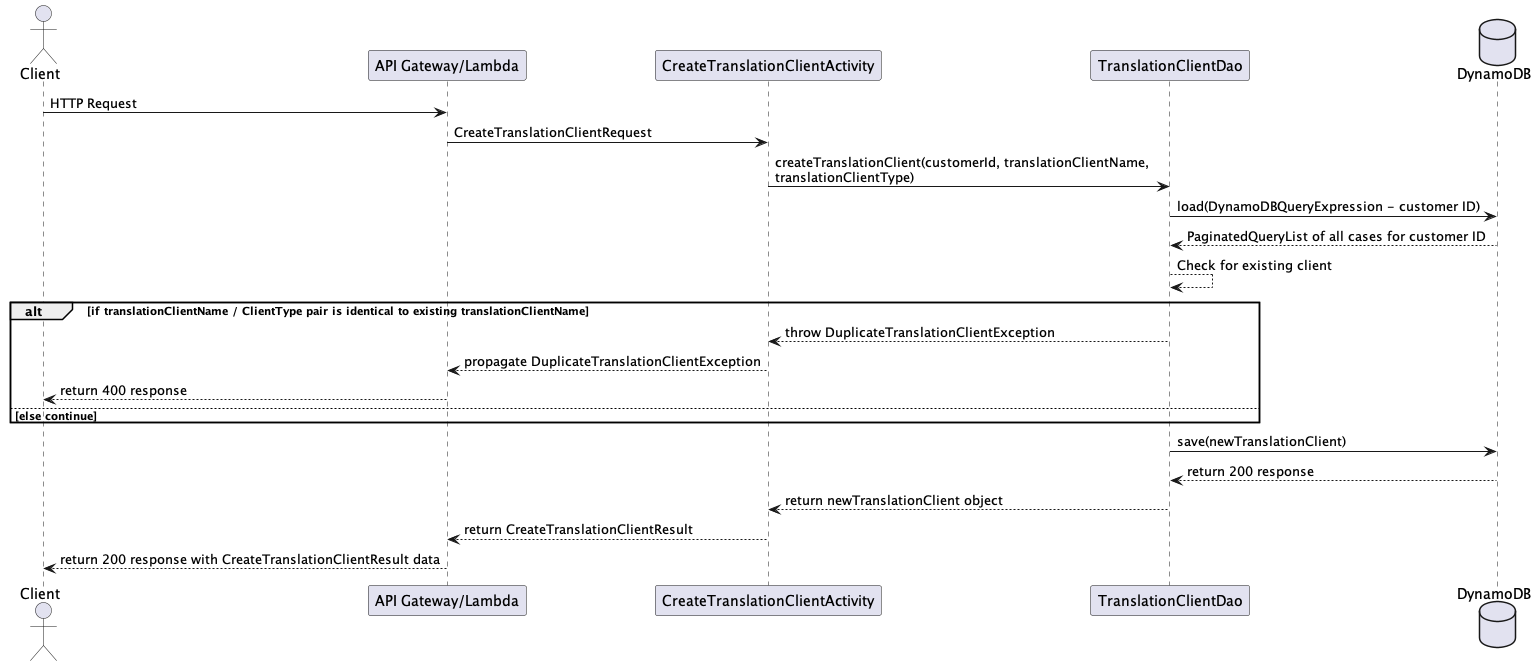 Client
API Gateway/Lambda
CreateTranslationClientActivity
TranslationClientDao
DynamoDB
HTTP Request
CreateTranslationClientRequest
createTranslationClient(customerId, translationClientName,
translationClientType)
load(DynamoDBQueryExpression - customer ID)
PaginatedQueryList of all cases for customer ID
Check for existing client
alt
[if translationClientName / ClientType pair is identical to existing translationClientName]
throw DuplicateTranslationClientException
propagate DuplicateTranslationClientException
return 400 response
[else continue]
save(newTranslationClient)
return 200 response
return newTranslationClient object
return CreateTranslationClientResult
return 200 response with CreateTranslationClientResult data
Client
API Gateway/Lambda
CreateTranslationClientActivity
TranslationClientDao
DynamoDB